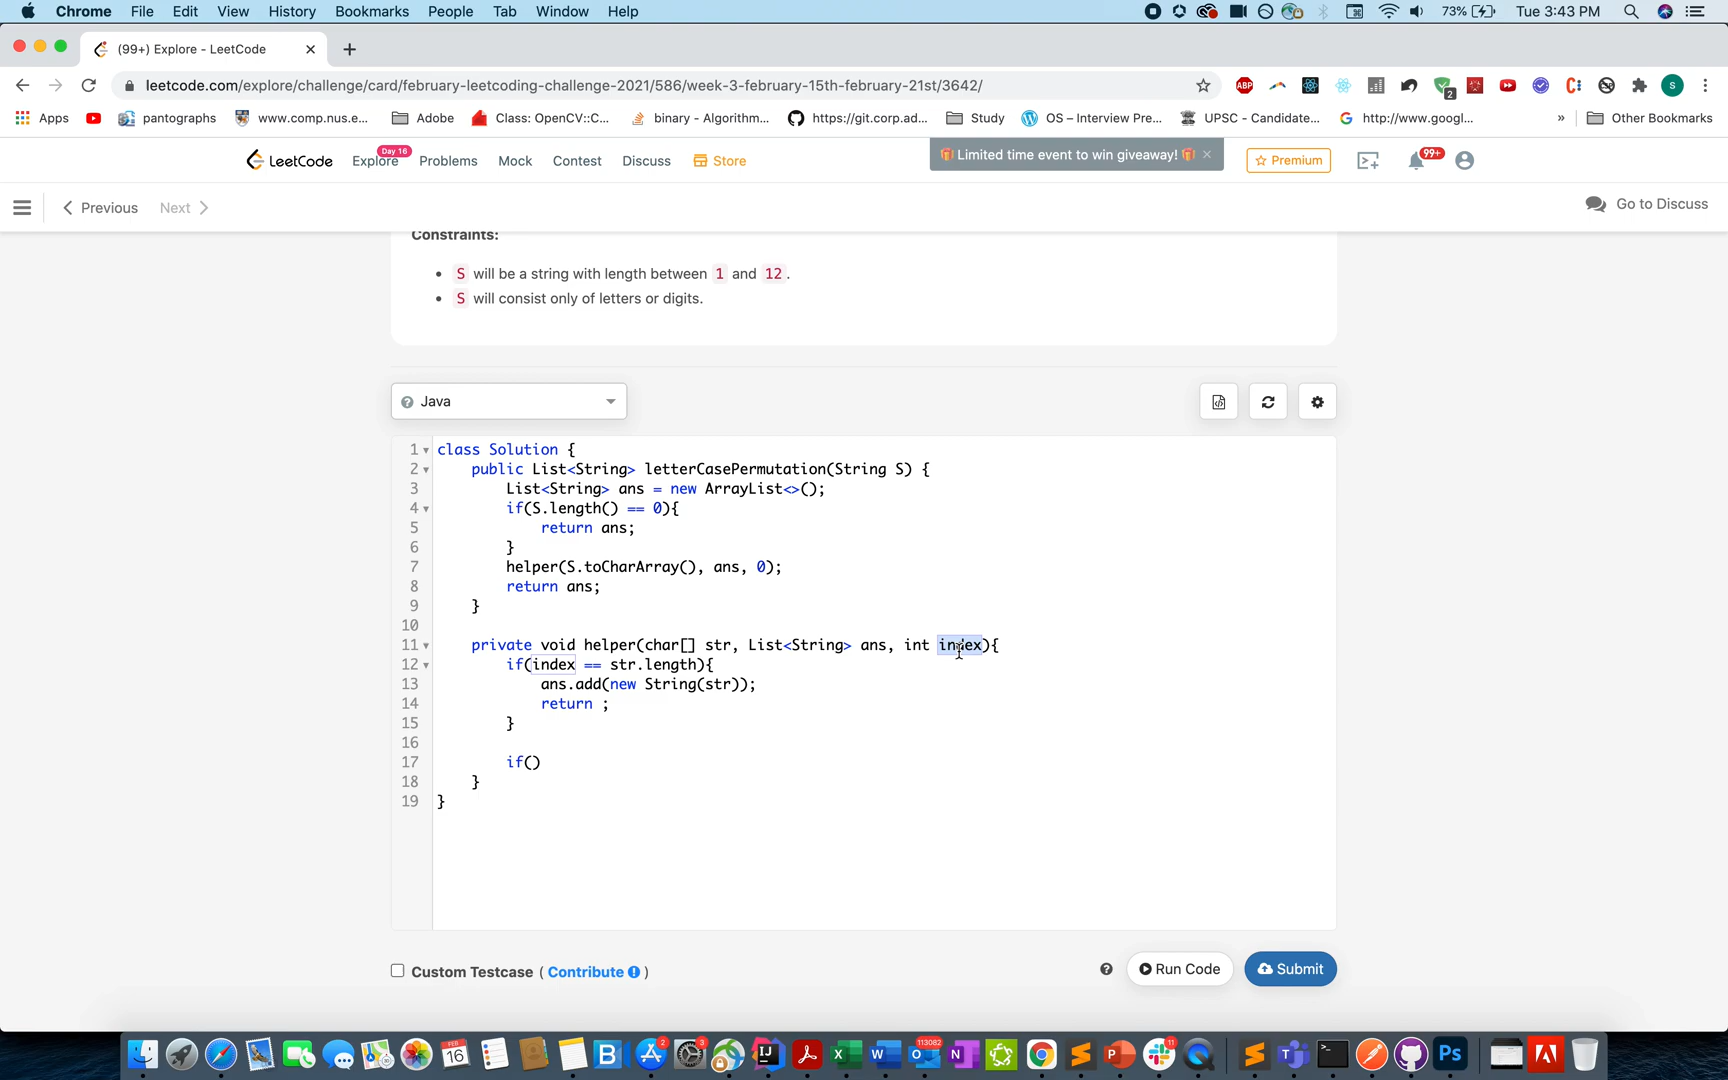 Chrome File Edit View History Bookmarks People Tab Window Help 73% Tue 3:43 PM
(99+) Explore - LeetCode
leetcode.com/explore/challenge/card/february-leetcoding-challenge-2021/586/week-3-february-15th-february-21st/3642/ ABP 2 S
Apps pantographs www.comp.nus.e... Adobe Class: OpenCV::C... binary - Algorithm... https://git.corp.ad... Study OS – Interview Pre... UPSC - Candidate... http://www.googl... » Other Bookmarks
LeetCode Explore Day 16 Problems Mock Contest Discuss Store Limited time event to win giveaway! Premium 99+
Previous Next Go to Discuss
Constraints:
• S will be a string with length between 1 and 12.
• S will consist only of letters or digits.
Java
1 class Solution {
2 public List<String> letterCasePermutation(String S) {
3 List<String> ans = new ArrayList<>();
4 if(S.length() == 0){
5 return ans;
6 }
7 helper(S.toCharArray(), ans, 0);
8 return ans;
9 }
10
11 private void helper(char[] str, List<String> ans, int index){
12 if(index == str.length){
13 ans.add(new String(str));
14 return ;
15 }
16
17 if()
18 }
19 }
Custom Testcase ( Contribute )
Run Code Submit
FEB 16 2 3 113082 11